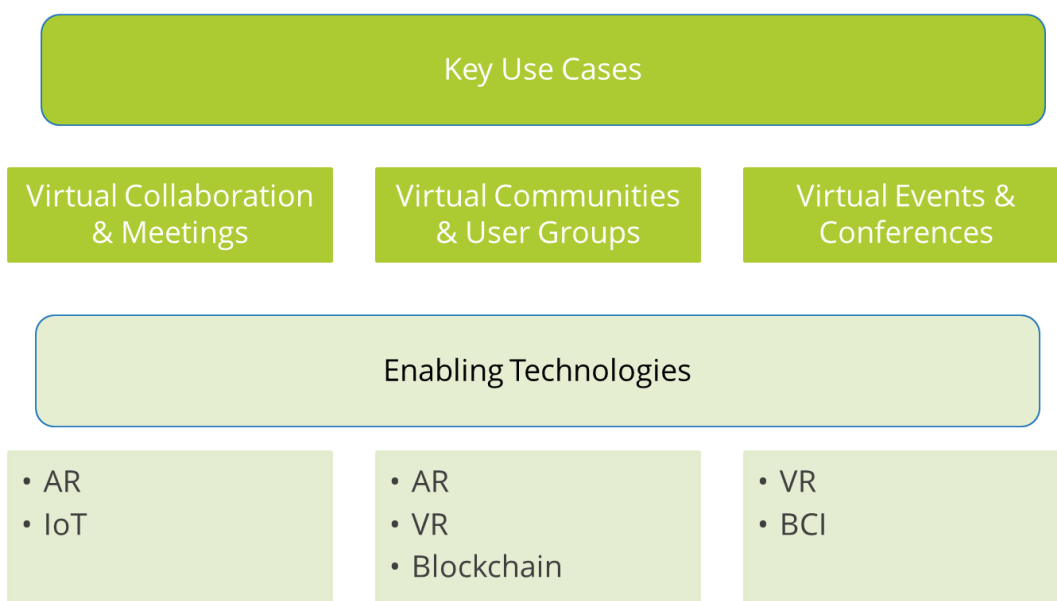 Key Use Cases
Virtual Collaboration
& Meetings
Virtual Communities
& User Groups
Virtual Events &
Conferences
Enabling Technologies
• AR
• IoT
• AR
• VR
• Blockchain
• VR
• BCI